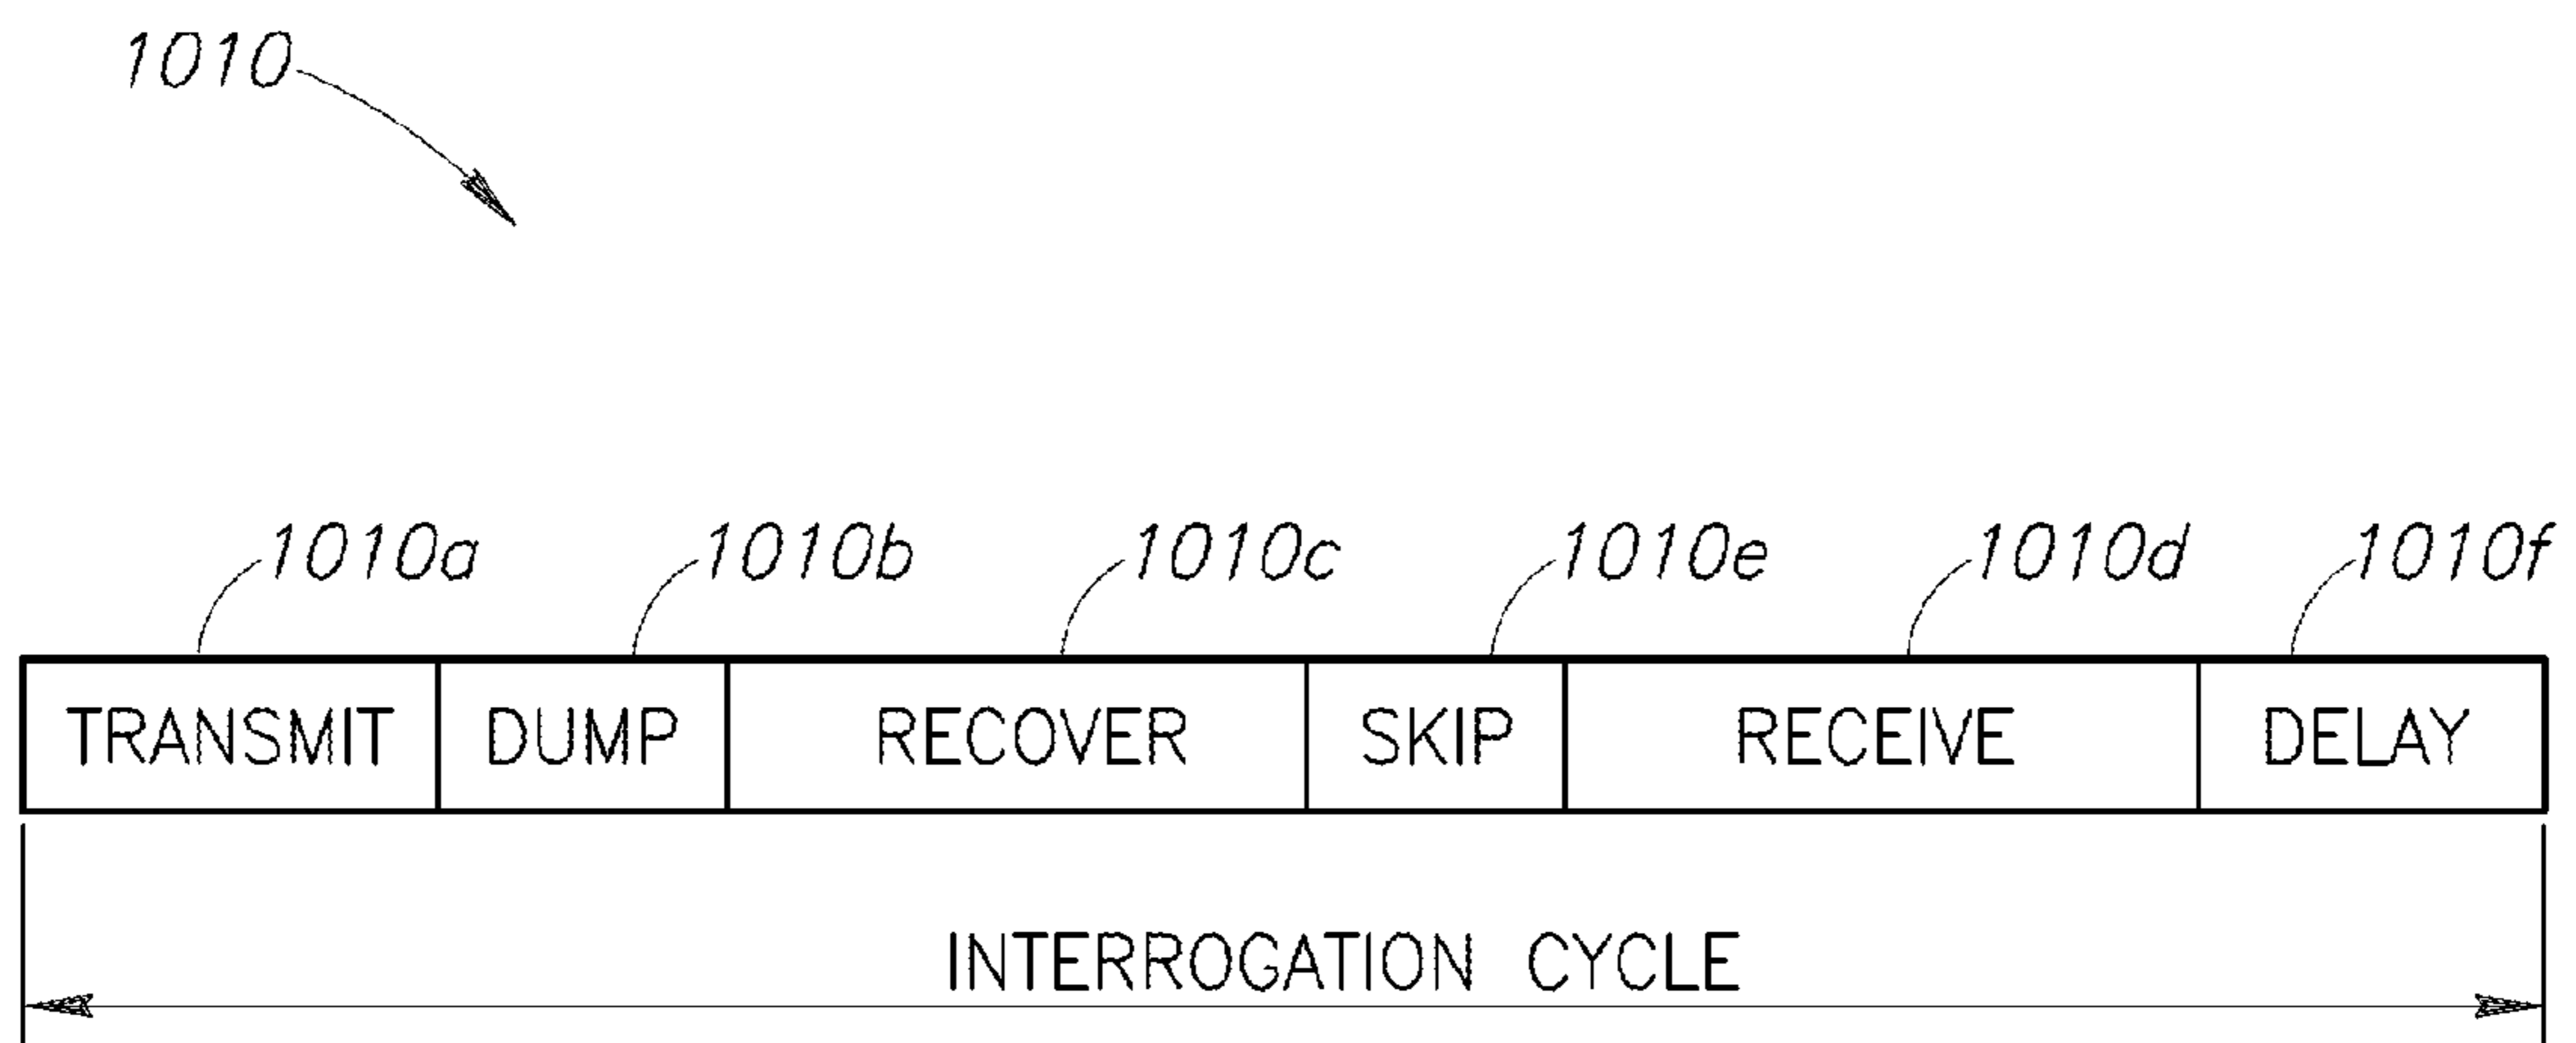 1010
1010a 1010b 1010c 1010e 1010d 1010f
TRANSMIT DUMP RECOVER SKIP RECEIVE DELAY
INTERROGATION CYCLE